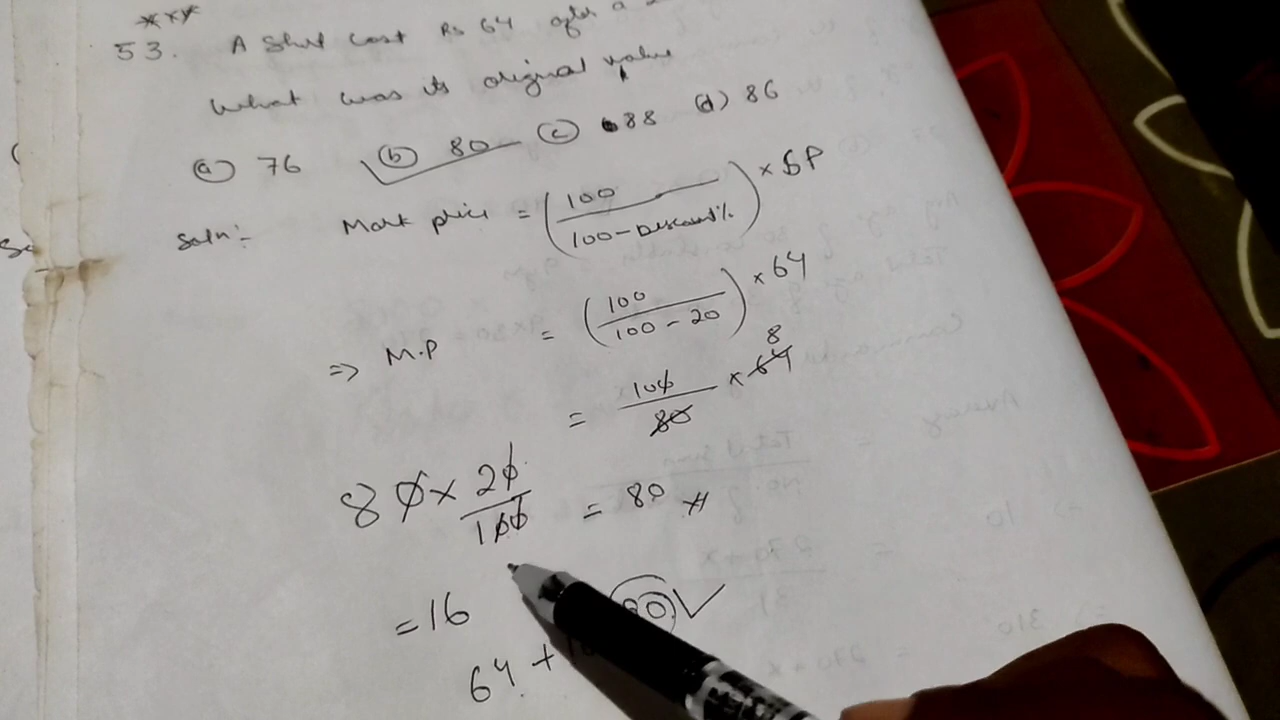 ***
53. A Shirt cost Rs 64 after a 2
What was its original value
(a) 76 (b) 80 (c) 88 (d) 86
Soln:- Mark price = (100 / 100 - Discount%) × SP
=> M.P = (100 / 100 - 20) × 64
= 100 / 80 × 64 8
= 80 #
80 × 20 / 100
= 16
64 +